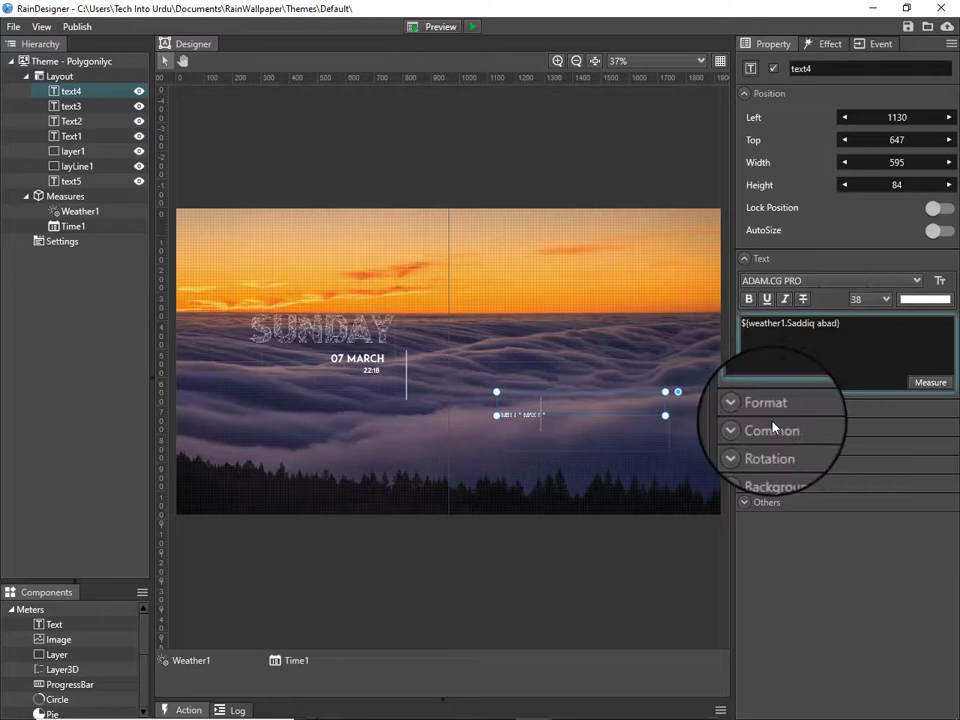 RainDesigner - C:\Users\Tech Into Urdu\Documents\RainWallpaper\Themes\Default\
File View Publish
Preview
Hierarchy
Theme - Polygonilyc
Layout
text4
text3
Text2
Text1
layer1
layLine1
text5
Measures
Weather1
Time1
Settings
Components
Meters
Text
Image
Layer
Layer3D
ProgressBar
Circle
Pie
Designer
37%
SUNDAY
07 MARCH
22:18
Weather1
Time1
Action
Log
Property
Effect
Event
text4
Position
Left 1130
Top 647
Width 595
Height 84
Lock Position
AutoSize
Text
ADAM.CG PRO
B U I T 38
${weather1.Saddiq abad}
Measure
Format
Common
Rotation
Background
Others